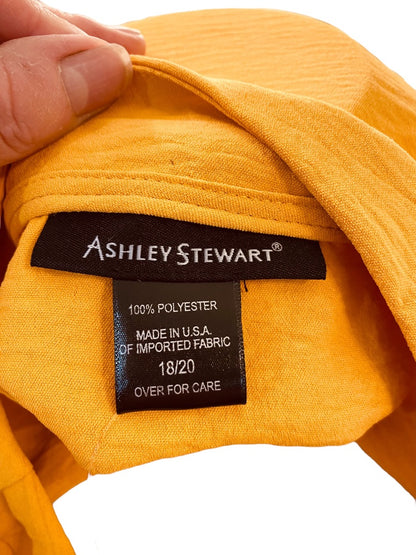 ASHLEY STEWART®
100% POLYESTER
MADE IN U.S.A.
OF IMPORTED FABRIC
18/20
OVER FOR CARE